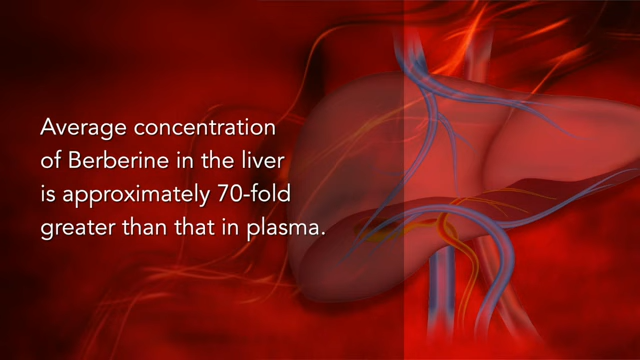 Average concentration
of Berberine in the liver
is approximately 70-fold
greater than that in plasma.